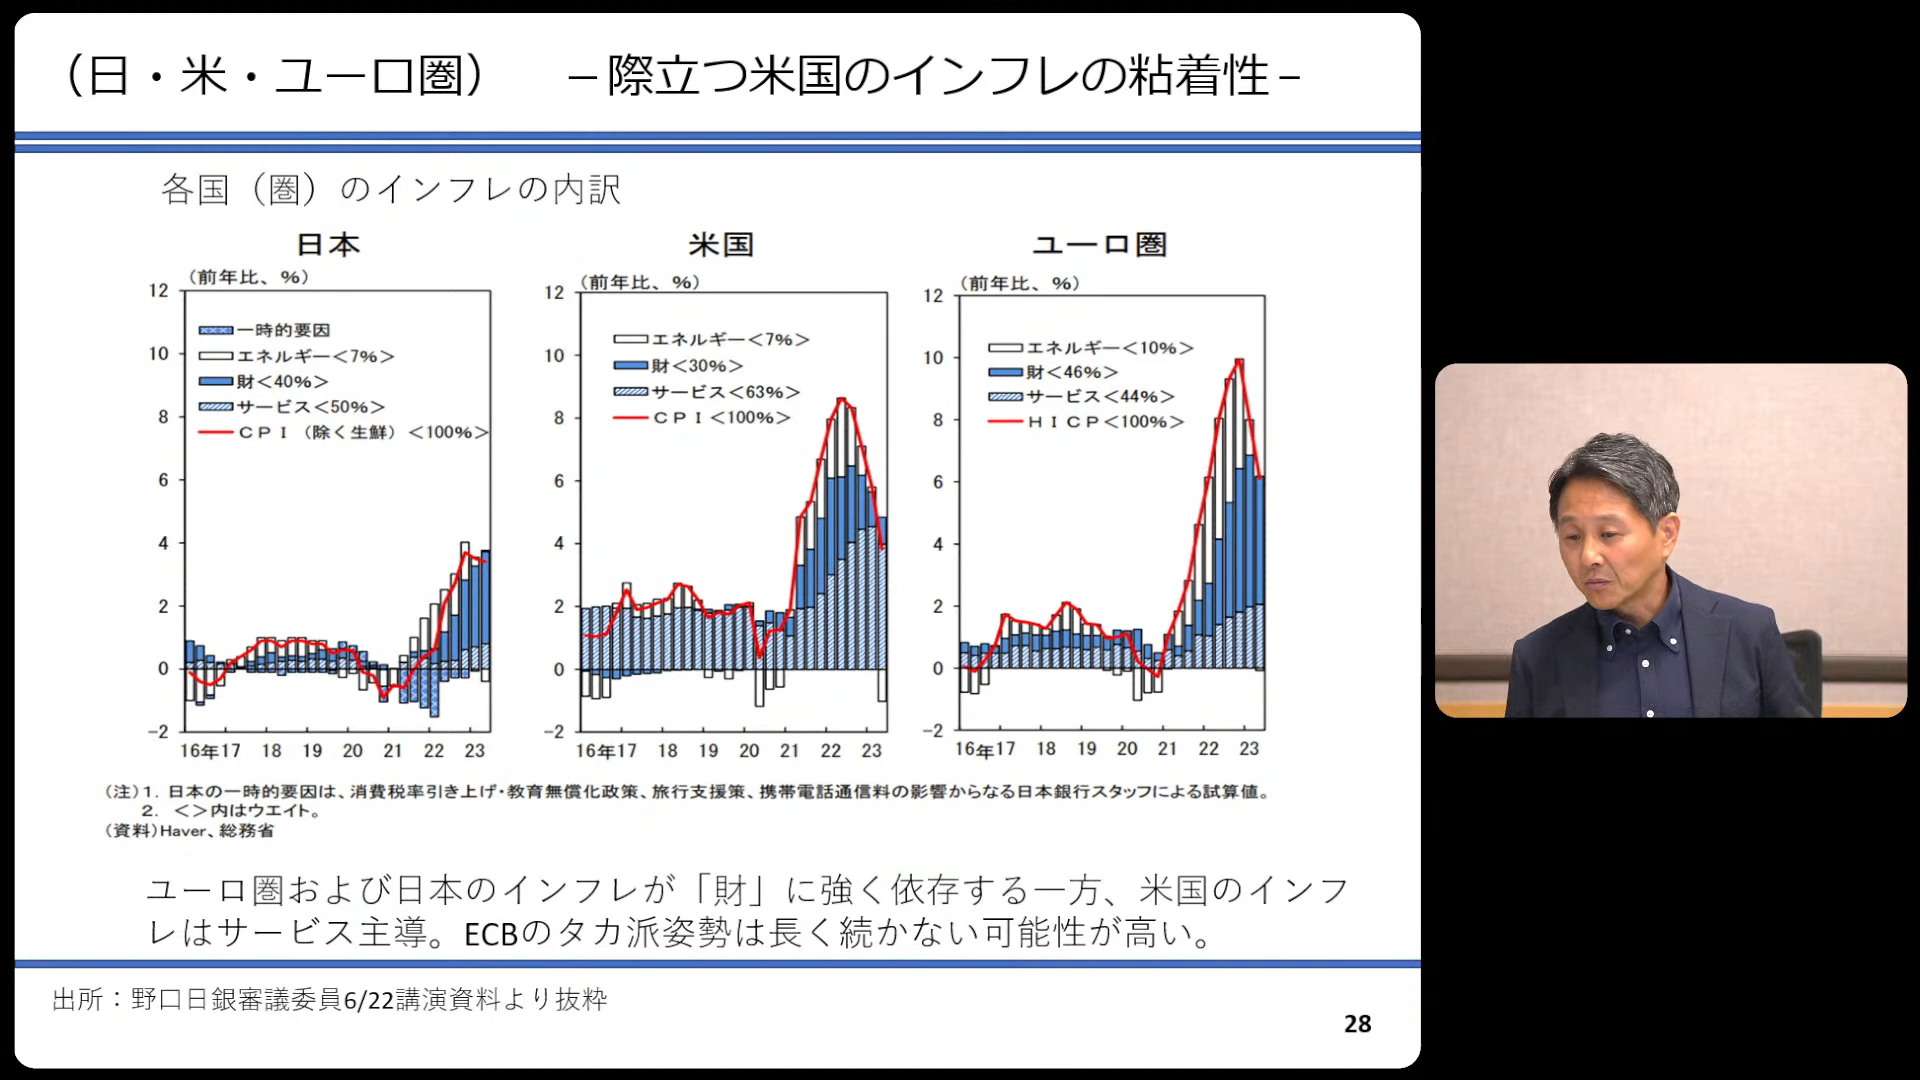 （日・米・ユーロ圏）　－際立つ米国のインフレの粘着性－
各国（圏）のインフレの内訳
日本
（前年比、%）
12
10
8
6
4
2
0
-2
一時的要因
エネルギー<7%>
財<40%>
サービス<50%>
ＣＰＩ（除く生鮮）<100%>
16年17 18 19 20 21 22 23
米国
（前年比、%）
12
10
8
6
4
2
0
-2
エネルギー<7%>
財<30%>
サービス<63%>
ＣＰＩ<100%>
16年17 18 19 20 21 22 23
ユーロ圏
（前年比、%）
12
10
8
6
4
2
0
-2
エネルギー<10%>
財<46%>
サービス<44%>
ＨＩＣＰ<100%>
16年17 18 19 20 21 22 23
（注）1. 日本の一時的要因は、消費税率引き上げ・教育無償化政策、旅行支援策、携帯電話通信料の影響からなる日本銀行スタッフによる試算値。
2. <>内はウエイト。
（資料）Haver、総務省
ユーロ圏および日本のインフレが「財」に強く依存する一方、米国のインフ
レはサービス主導。ECBのタカ派姿勢は長く続かない可能性が高い。
出所：野口日銀審議委員6/22講演資料より抜粋
28